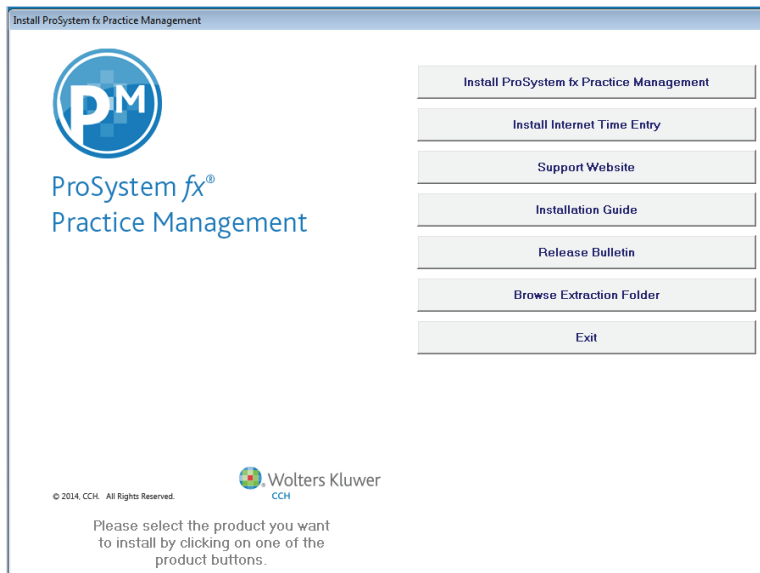 Install ProSystem fx Practice Management
PM
ProSystem fx®
Practice Management
Install ProSystem fx Practice Management
Install Internet Time Entry
Support Website
Installation Guide
Release Bulletin
Browse Extraction Folder
Exit
Wolters Kluwer
CCH
© 2014, CCH. All Rights Reserved.
Please select the product you want
to install by clicking on one of the
product buttons.